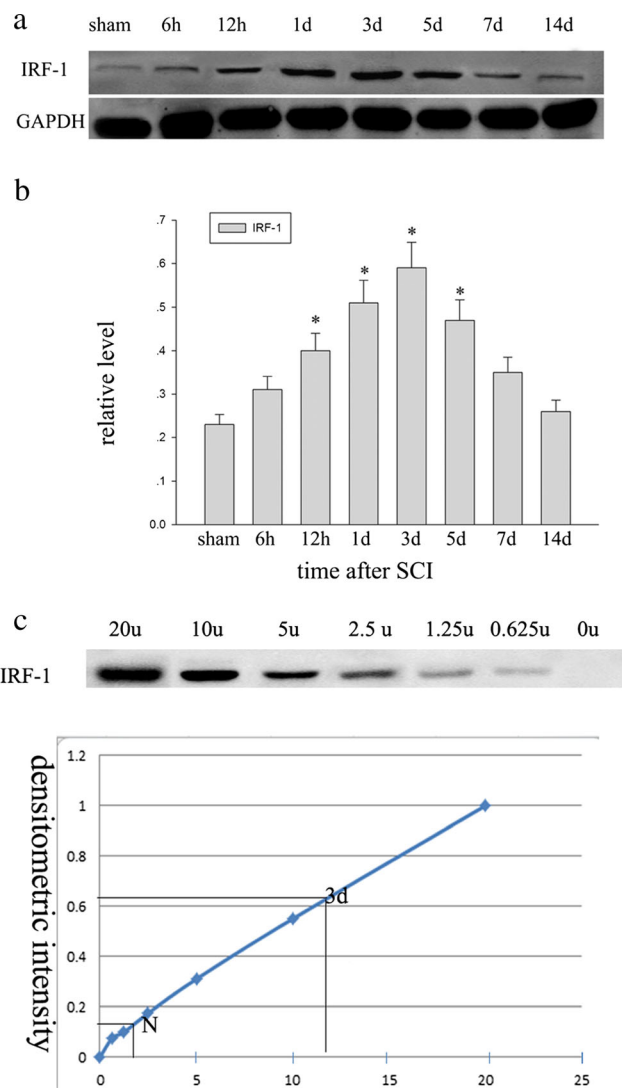 a
sham 6h 12h 1d 3d 5d 7d 14d
IRF-1
GAPDH
b
.7
IRF-1
.6
.5
.4
.3
.2
.1
0.0
* * * *
relative level
sham 6h 12h 1d 3d 5d 7d 14d
time after SCI
c
20u 10u 5u 2.5 u 1.25u 0.625u 0u
IRF-1
densitometric intensity
1.2
1
0.8
0.6
0.4
0.2
0
3d
N
0 5 10 15 20 25